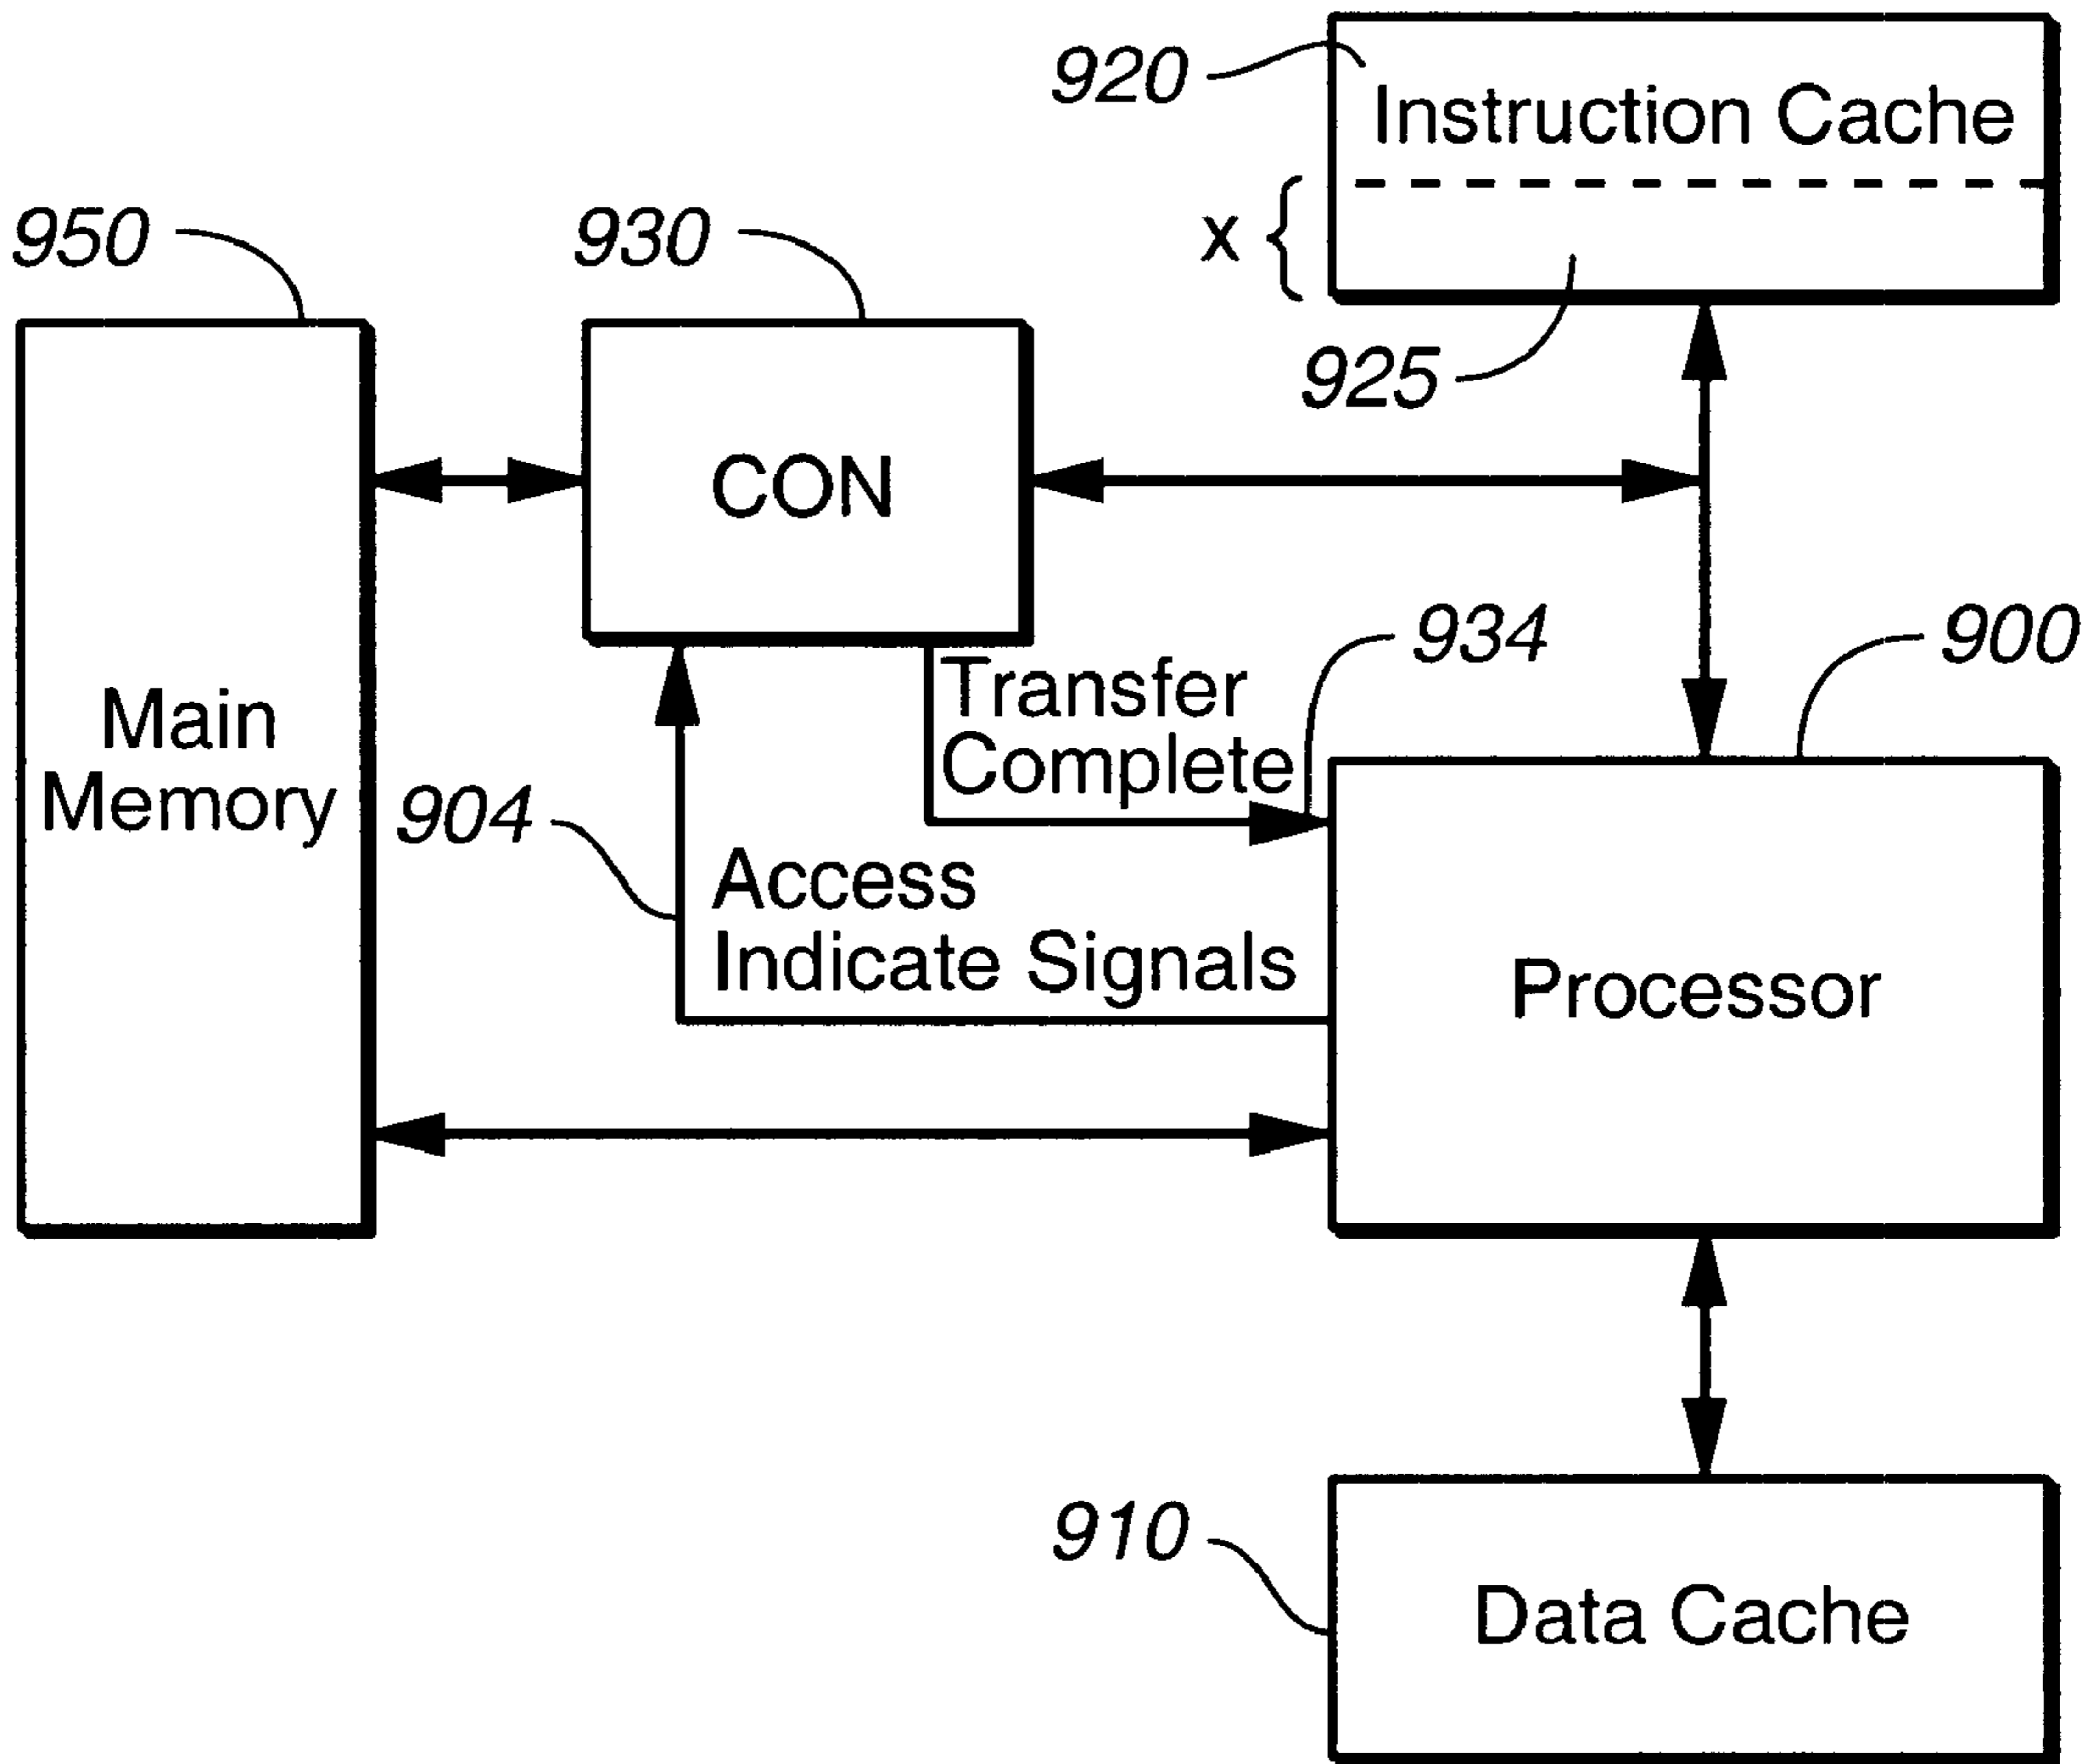 920
Instruction Cache
950
930
x {
925
CON
934
900
Transfer
Complete
Main
Memory
904
Access
Indicate Signals
Processor
910
Data Cache